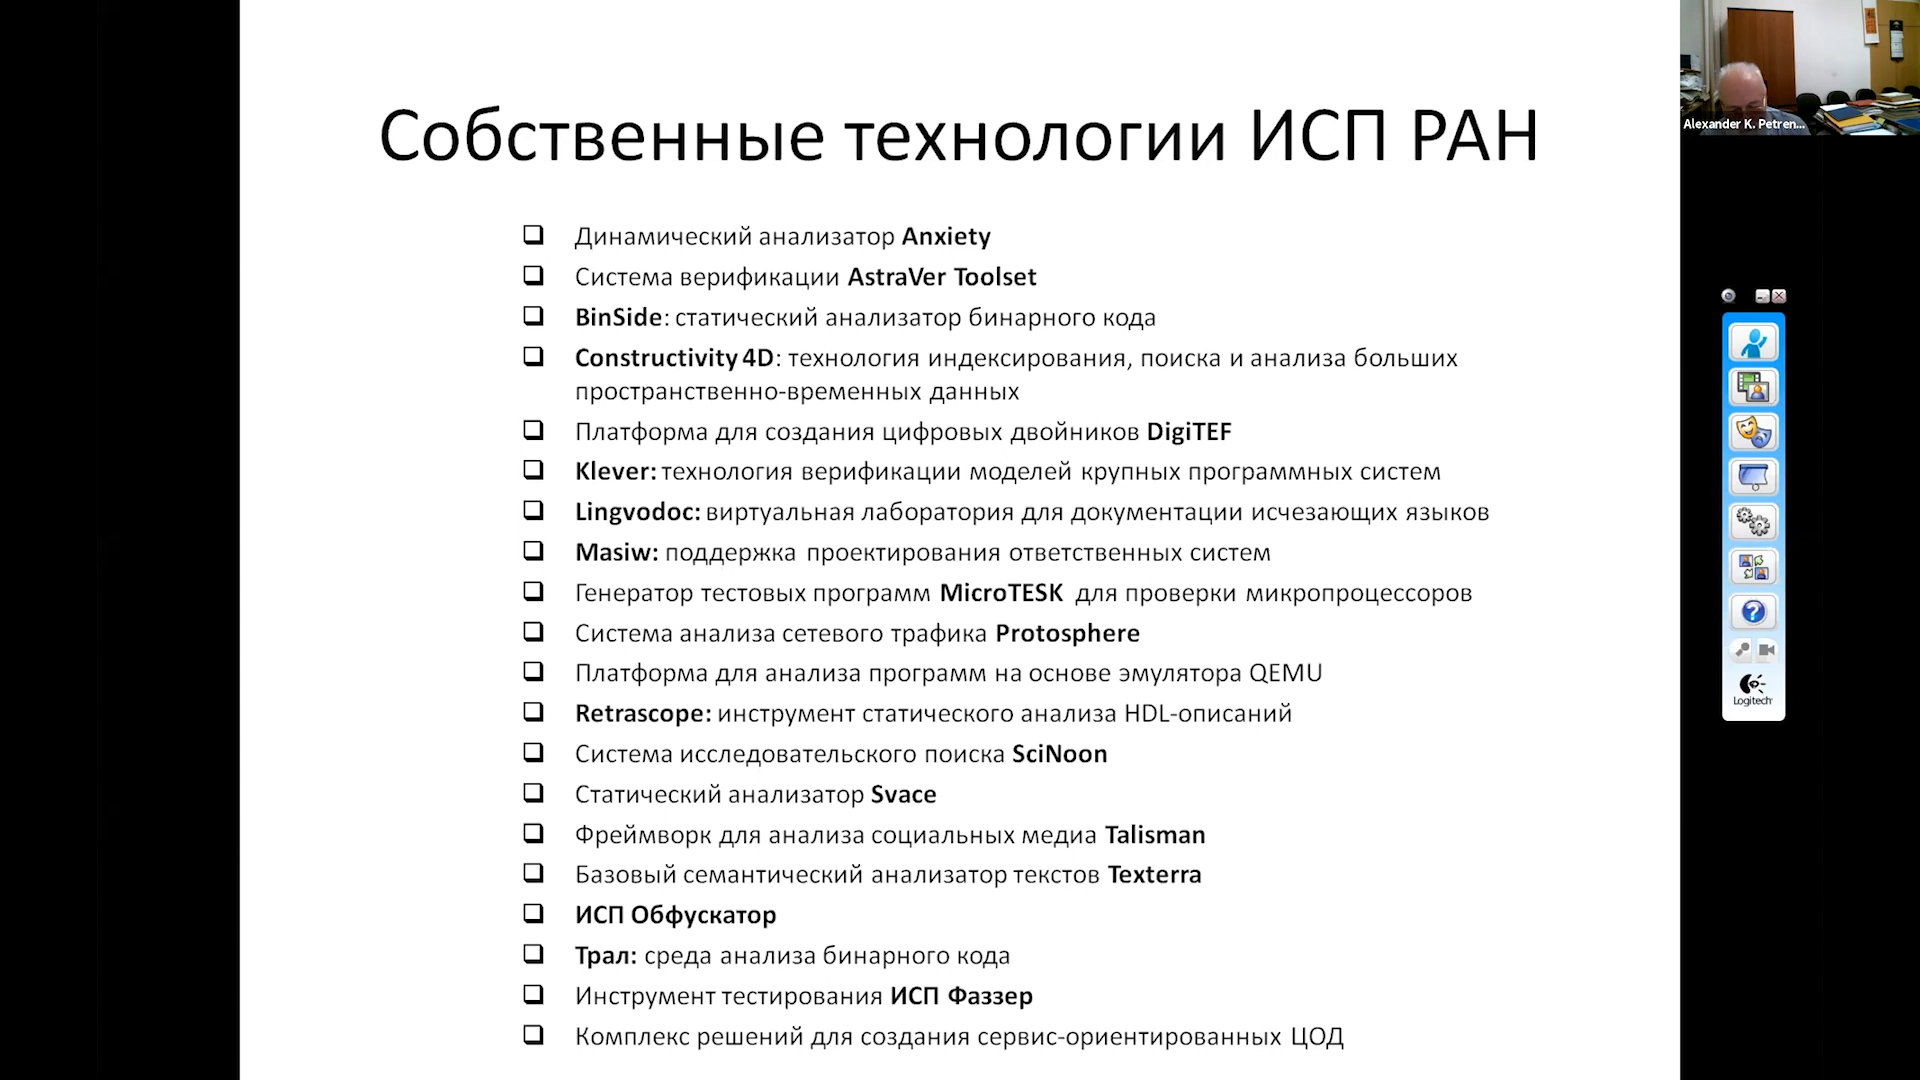 Собственные технологии ИСП РАН
Динамический анализатор Anxiety
Система верификации AstraVer Toolset
BinSide: статический анализатор бинарного кода
Constructivity 4D: технология индексирования, поиска и анализа больших
пространственно-временных данных
Платформа для создания цифровых двойников DigiTEF
Klever: технология верификации моделей крупных программных систем
Lingvodoc: виртуальная лаборатория для документации исчезающих языков
Masiw: поддержка проектирования ответственных систем
Генератор тестовых программ MicroTESK для проверки микропроцессоров
Система анализа сетевого трафика Protosphere
Платформа для анализа программ на основе эмулятора QEMU
Retrascope: инструмент статического анализа HDL-описаний
Система исследовательского поиска SciNoon
Статический анализатор Svace
Фреймворк для анализа социальных медиа Talisman
Базовый семантический анализатор текстов Texterra
ИСП Обфускатор
Трал: среда анализа бинарного кода
Инструмент тестирования ИСП Фаззер
Комплекс решений для создания сервис-ориентированных ЦОД
Alexander K. Petren...
Logitech